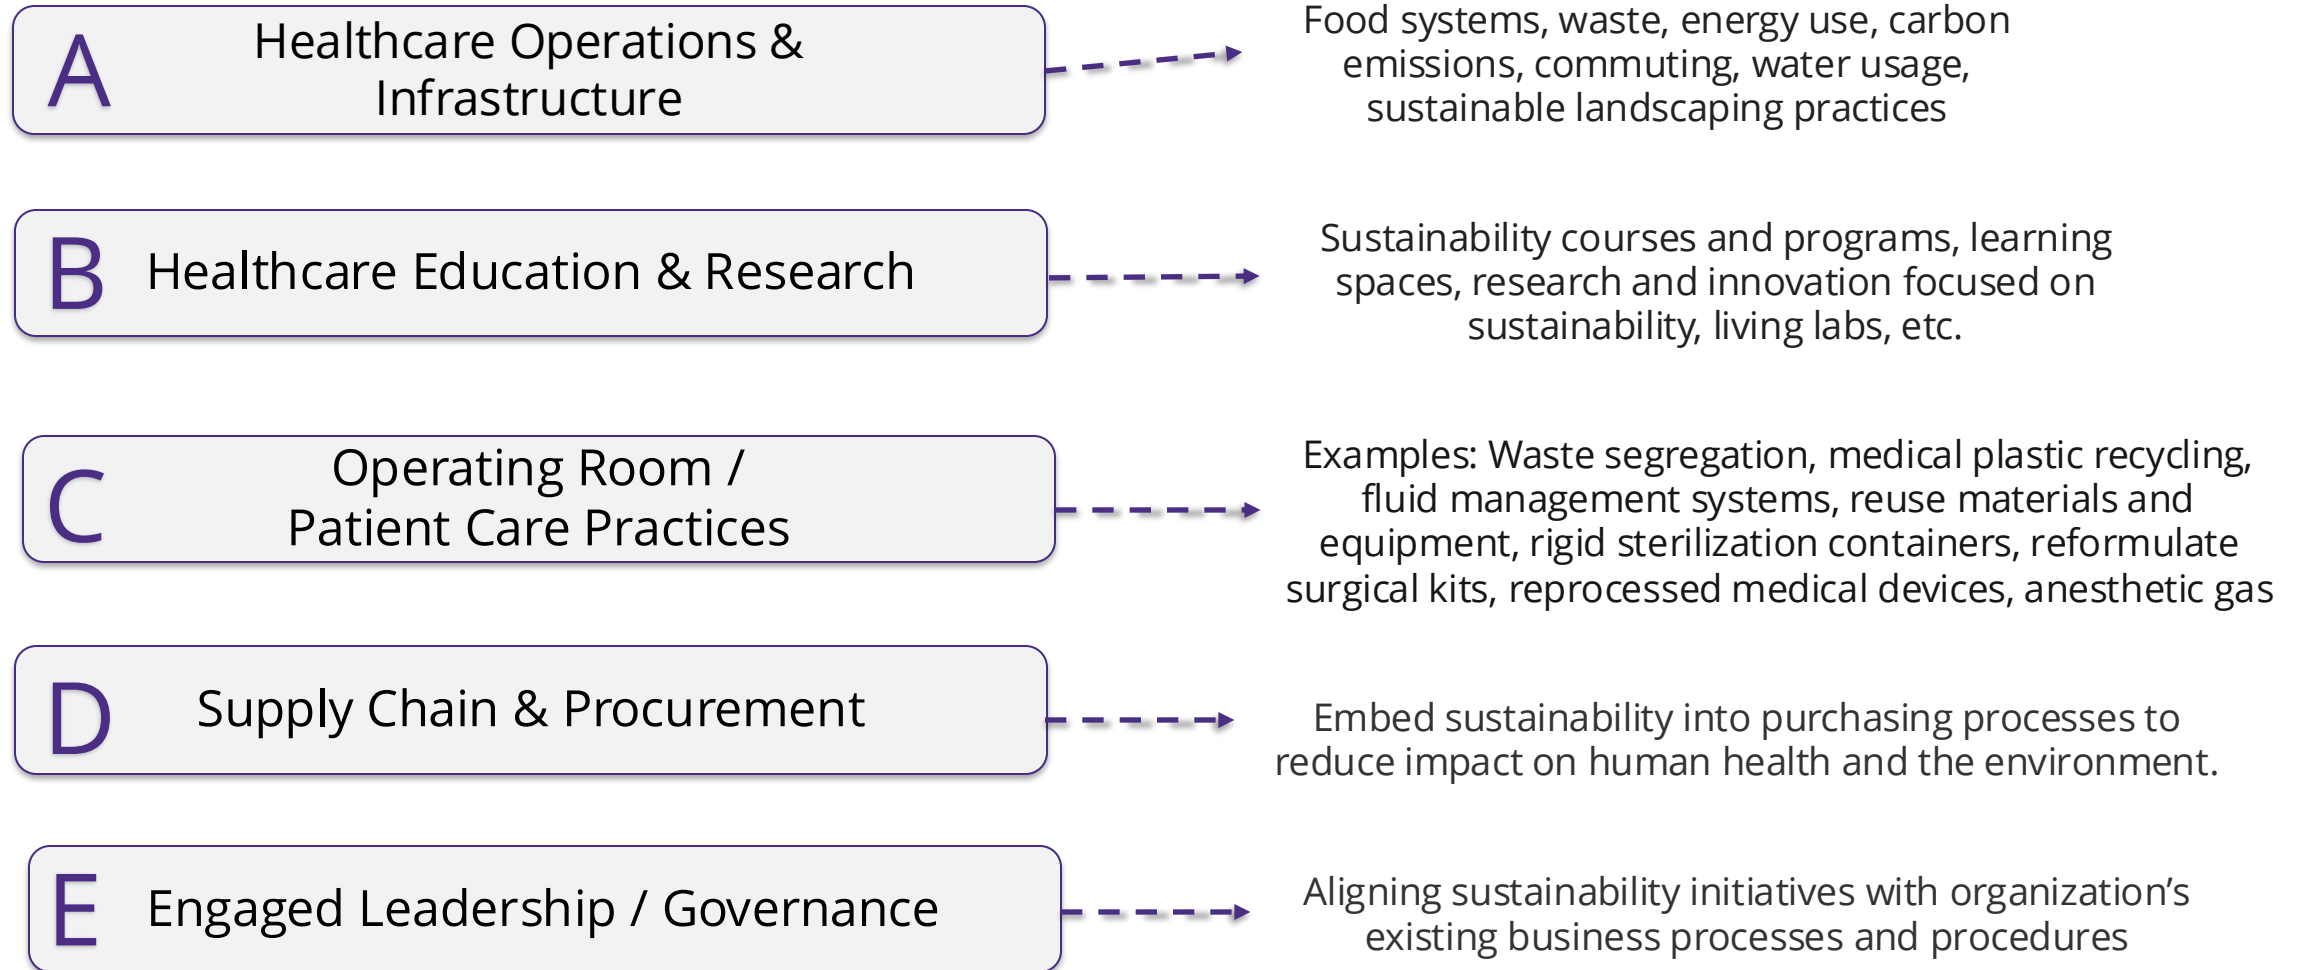 A
Healthcare Operations &
Infrastructure
Food systems, waste, energy use, carbon
emissions, commuting, water usage,
sustainable landscaping practices
B
Healthcare Education & Research
Sustainability courses and programs, learning
spaces, research and innovation focused on
sustainability, living labs, etc.
C
Operating Room /
Patient Care Practices
Examples: Waste segregation, medical plastic recycling,
fluid management systems, reuse materials and
equipment, rigid sterilization containers, reformulate
surgical kits, reprocessed medical devices, anesthetic gas
D
Supply Chain & Procurement
Embed sustainability into purchasing processes to
reduce impact on human health and the environment.
E
Engaged Leadership / Governance
Aligning sustainability initiatives with organization’s
existing business processes and procedures